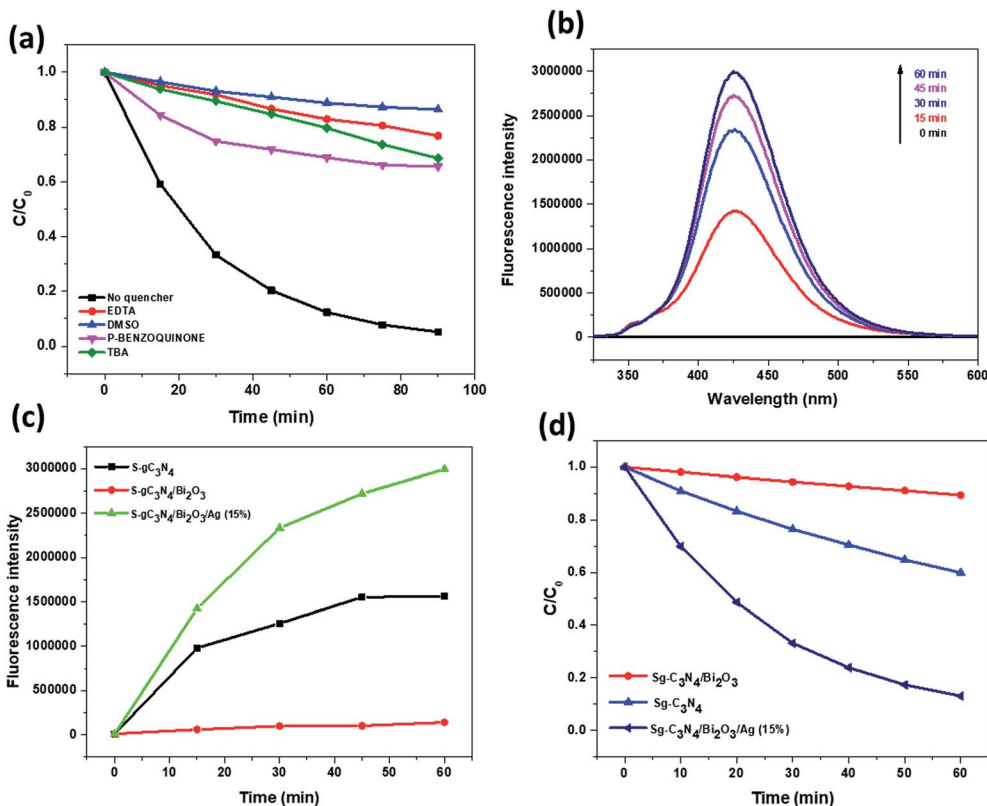 (a)
1.0
0.8
0.6
0.4
0.2
0.0
C/C₀
No quencher
EDTA
DMSO
P-BENZOQUINONE
TBA
0 20 40 60 80 100
Time (min)
(b)
3000000
2500000
2000000
1500000
1000000
500000
0
Fluorescence intensity
60 min
45 min
30 min
15 min
0 min
350 400 450 500 550 600
Wavelength (nm)
(c)
3000000
2500000
2000000
1500000
1000000
500000
0
Fluorescence intensity
S-gC₃N₄
S-gC₃N₄/Bi₂O₃
S-gC₃N₄/Bi₂O₃/Ag (15%)
0 10 20 30 40 50 60
Time (min)
(d)
1.0
0.8
0.6
0.4
0.2
0.0
C/C₀
Sg-C₃N₄/Bi₂O₃
Sg-C₃N₄
Sg-C₃N₄/Bi₂O₃/Ag (15%)
0 10 20 30 40 50 60
Time (min)